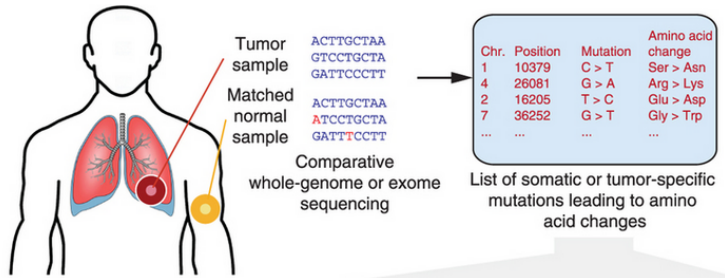 Tumor
sample
ACTTGCTAA
GTCCTGCTA
GATTCCCTT
Matched
normal
sample
ACTTGCTAA
ATCCTGCTA
GATTTCCTT
Comparative
whole-genome or exome
sequencing
Chr. Position Mutation Amino acid change
1 10379 C > T Ser > Asn
4 26081 G > A Arg > Lys
2 16205 T > C Glu > Asp
7 36252 G > T Gly > Trp
... ... ... ...
List of somatic or tumor-specific
mutations leading to amino
acid changes